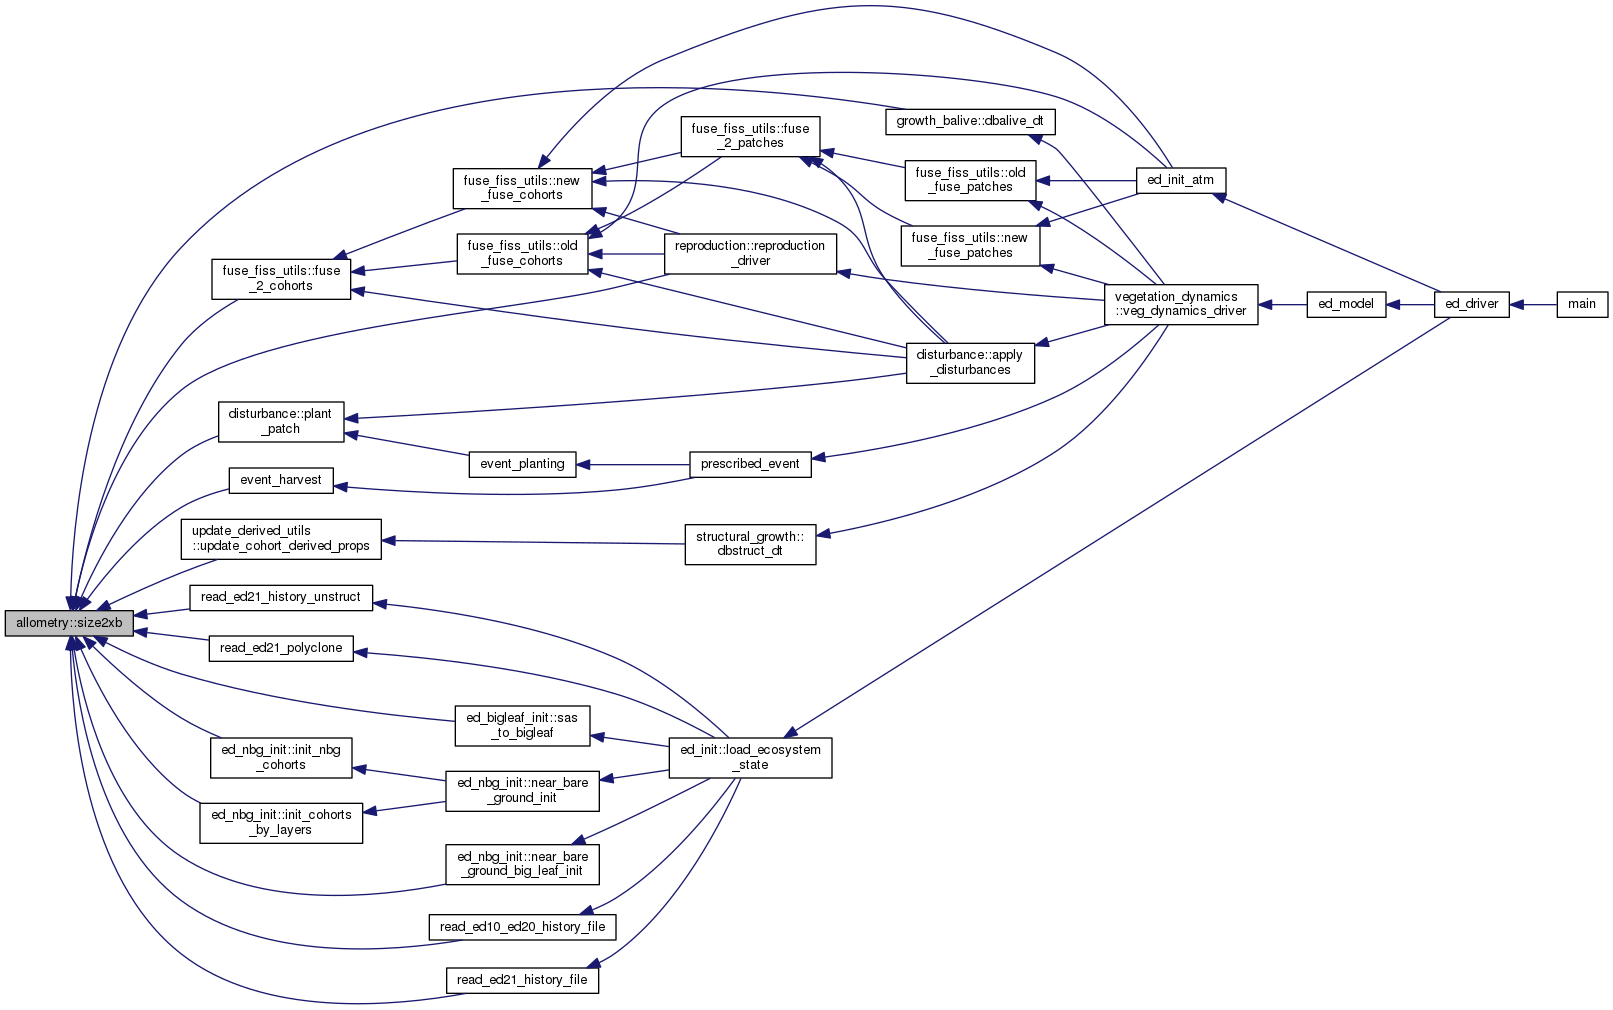 growth_balive::dbalive_dt
fuse_fiss_utils::fuse
_2_patches
fuse_fiss_utils::old
_fuse_patches
ed_init_atm
fuse_fiss_utils::new
_fuse_cohorts
fuse_fiss_utils::old
_fuse_cohorts
reproduction::reproduction
_driver
fuse_fiss_utils::new
_fuse_patches
fuse_fiss_utils::fuse
_2_cohorts
vegetation_dynamics
::veg_dynamics_driver
ed_model
ed_driver
main
disturbance::apply
_disturbances
disturbance::plant
_patch
event_planting
prescribed_event
event_harvest
update_derived_utils
::update_cohort_derived_props
structural_growth::
dbstruct_dt
read_ed21_history_unstruct
allometry::size2xb
read_ed21_polyclone
ed_bigleaf_init::sas
_to_bigleaf
ed_nbg_init::init_nbg
_cohorts
ed_init::load_ecosystem
_state
ed_nbg_init::near_bare
_ground_init
ed_nbg_init::init_cohorts
_by_layers
ed_nbg_init::near_bare
_ground_big_leaf_init
read_ed10_ed20_history_file
read_ed21_history_file